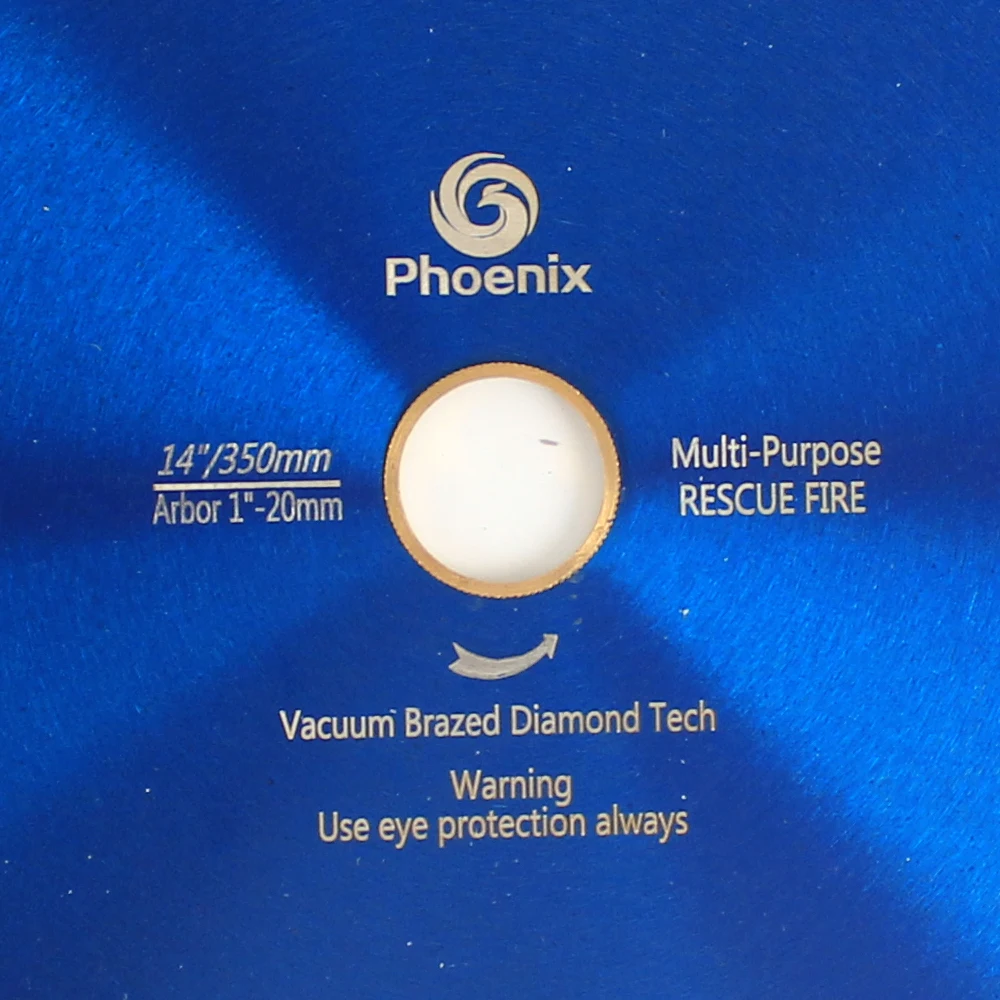 Phoenix
14"/350mm
Arbor 1"-20mm
Multi-Purpose
RESCUE FIRE
Vacuum Brazed Diamond Tech
Warning
Use eye protection always